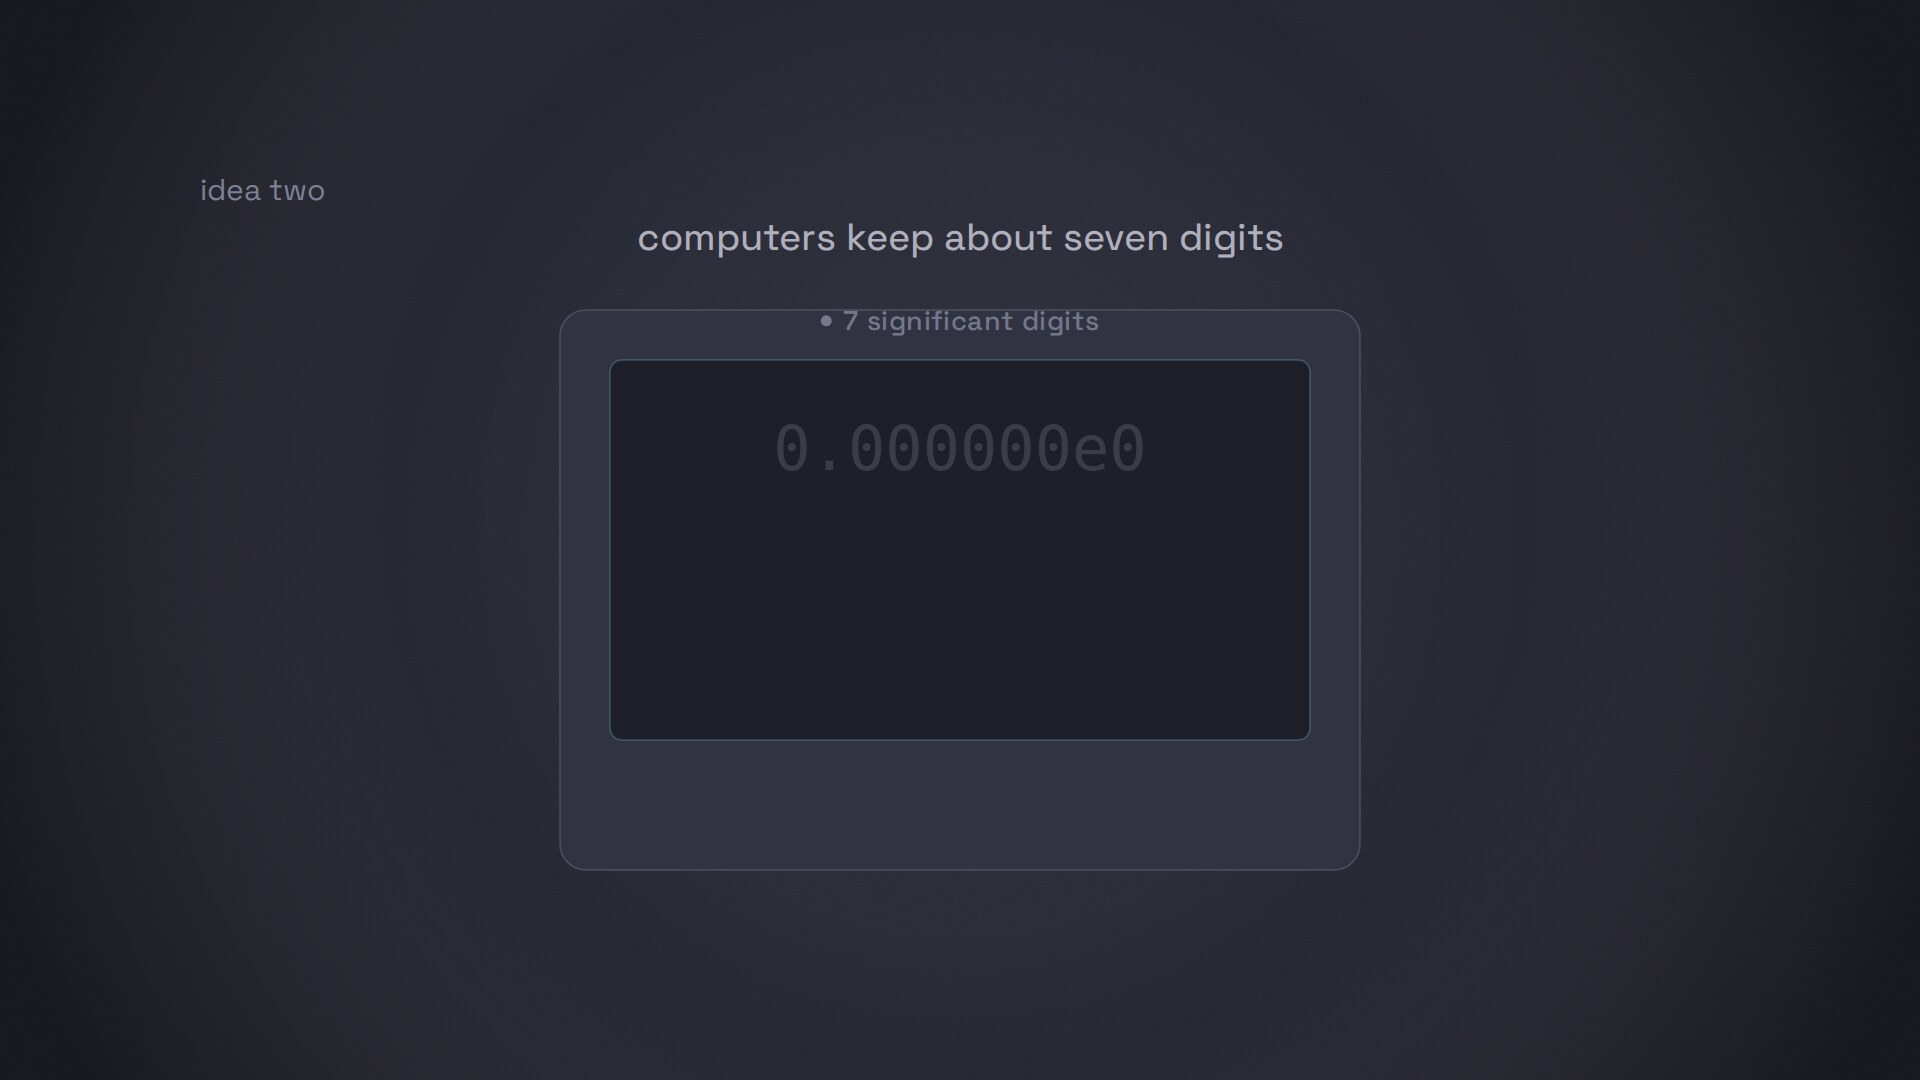 idea two
computers keep about seven digits
• 7 significant digits
0.000000e0